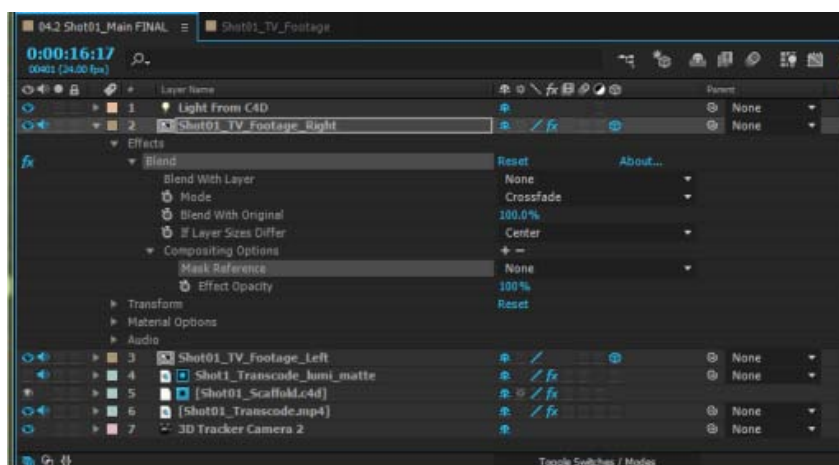 04.2 Shot01_Main FINAL Shot01_TV_Footage
0:00:16:17
00401 (24.00 fps)
# Layer Name Parent
1 Light From C4D None
2 Shot01_TV_Footage_Right None
Effects
fx Blend Reset About...
Blend With Layer None
Mode Crossfade
Blend With Original 100.0%
If Layer Sizes Differ Center
Compositing Options + −
Mask Reference None
Effect Opacity 100%
Transform Reset
Material Options
Audio
3 Shot01_TV_Footage_Left None
4 Shot1_Transcode_lumi_matte None
5 [Shot01_Scaffold.c4d]
6 [Shot01_Transcode.mp4] None
7 3D Tracker Camera 2 None
Toggle Switches / Modes